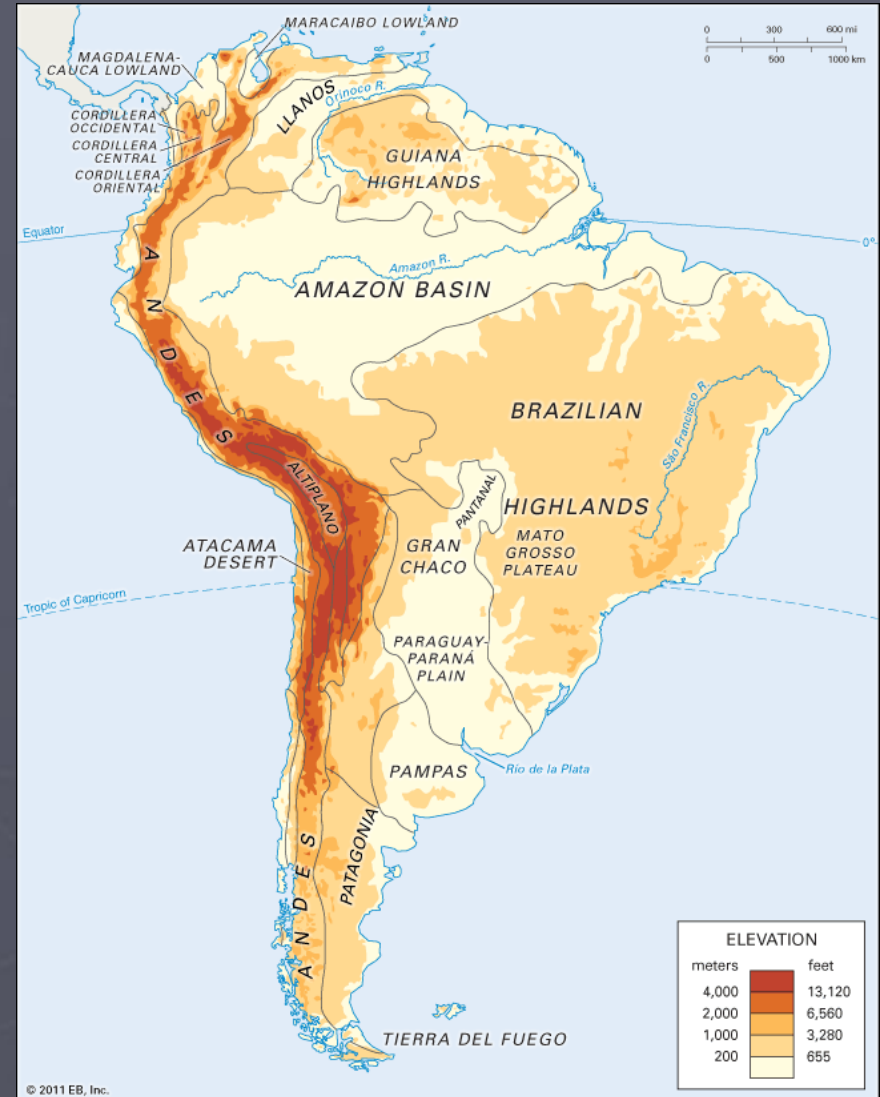 MARACAIBO LOWLAND
0 300 600 mi
0 500 1000 km
MAGDALENA-
CAUCA LOWLAND
LLANOS
Orinoco R.
CORDILLERA
OCCIDENTAL
CORDILLERA
CENTRAL
CORDILLERA
ORIENTAL
GUIANA
HIGHLANDS
Equator
0°
ANDES
Amazon R.
AMAZON BASIN
BRAZILIAN
HIGHLANDS
São Francisco R.
ALTIPLANO
PANTANAL
MATO
GROSSO
PLATEAU
GRAN
CHACO
ATACAMA
DESERT
Tropic of Capricorn
PARAGUAY-
PARANÁ
PLAIN
PAMPAS
Río de la Plata
ANDES
PATAGONIA
TIERRA DEL FUEGO
ELEVATION
meters feet
4,000 13,120
2,000 6,560
1,000 3,280
200 655
© 2011 EB, Inc.